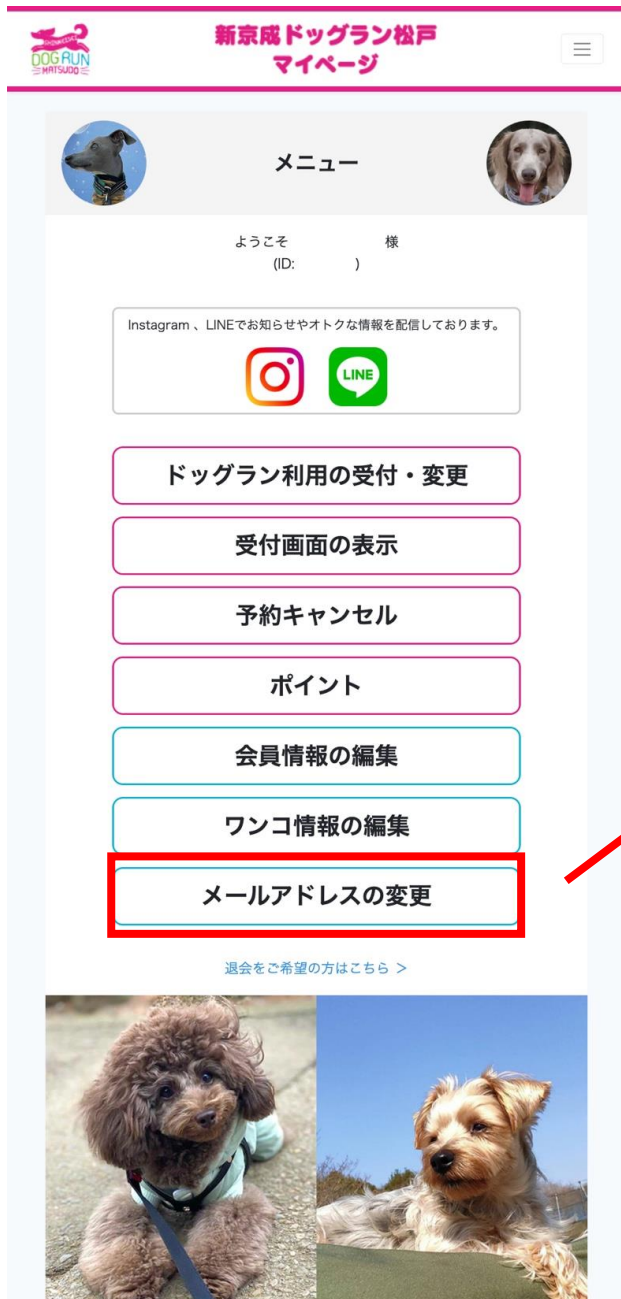 DOG RUN
MATSUDO
新京成ドッグラン松戸
マイページ
メニュー
ようこそ 様
(ID: )
Instagram 、LINEでお知らせやオトクな情報を配信しております。
LINE
ドッグラン利用の受付・変更
受付画面の表示
予約キャンセル
ポイント
会員情報の編集
ワンコ情報の編集
メールアドレスの変更
退会をご希望の方はこちら ＞